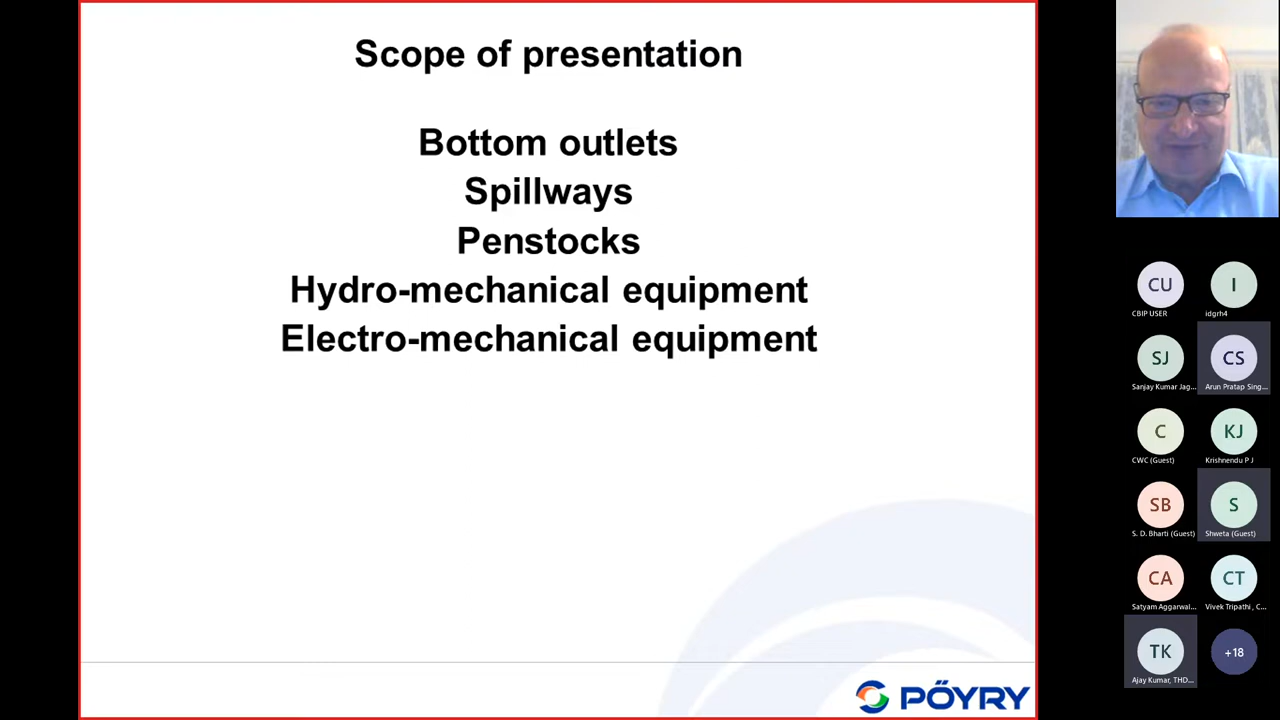 Scope of presentation
Bottom outlets
Spillways
Penstocks
Hydro-mechanical equipment
Electro-mechanical equipment
PŐYRY
CU
CBIP USER
I
idgrh4
SJ
Sanjay Kumar Jag...
CS
Arun Pratap Sing...
C
CWC (Guest)
KJ
Krishnendu P J
SB
S. D. Bharti (Guest)
S
Shweta (Guest)
CA
Satyam Aggarwal...
CT
Vivek Tripathi , C...
TK
Ajay Kumar, THD...
+18